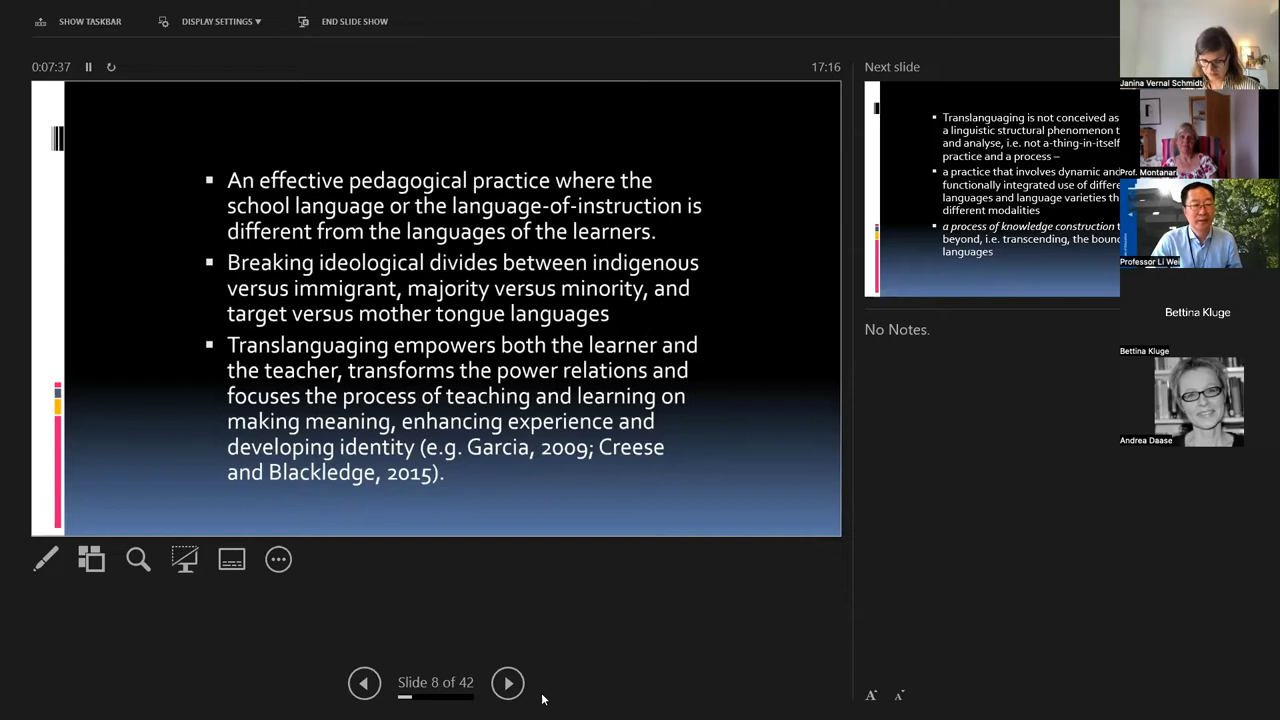 SHOW TASKBAR
DISPLAY SETTINGS
END SLIDE SHOW
0:07:37
17:16
An effective pedagogical practice where the
school language or the language-of-instruction is
different from the languages of the learners.
Breaking ideological divides between indigenous
versus immigrant, majority versus minority, and
target versus mother tongue languages
Translanguaging empowers both the learner and
the teacher, transforms the power relations and
focuses the process of teaching and learning on
making meaning, enhancing experience and
developing identity (e.g. Garcia, 2009; Creese
and Blackledge, 2015).
Slide 8 of 42
Next slide
Translanguaging is not conceived as
a linguistic structural phenomenon t
and analyse, i.e. not a-thing-in-itself
practice and a process –
a practice that involves dynamic and
functionally integrated use of differe
languages and language varieties th
different modalities
a process of knowledge construction t
beyond, i.e. transcending, the bound
languages
No Notes.
Janina Vernal Schmidt
Prof. Montanari
Professor Li Wei
Bettina Kluge
Bettina Kluge
Andrea Daase